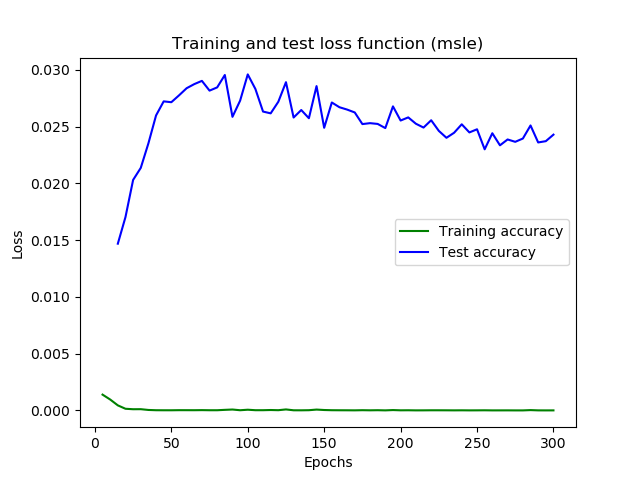 Training and test loss function (msle)
0.030
0.025
0.020
0.015
0.010
0.005
0.000
Loss
Training accuracy
Test accuracy
0 50 100 150 200 250 300
Epochs